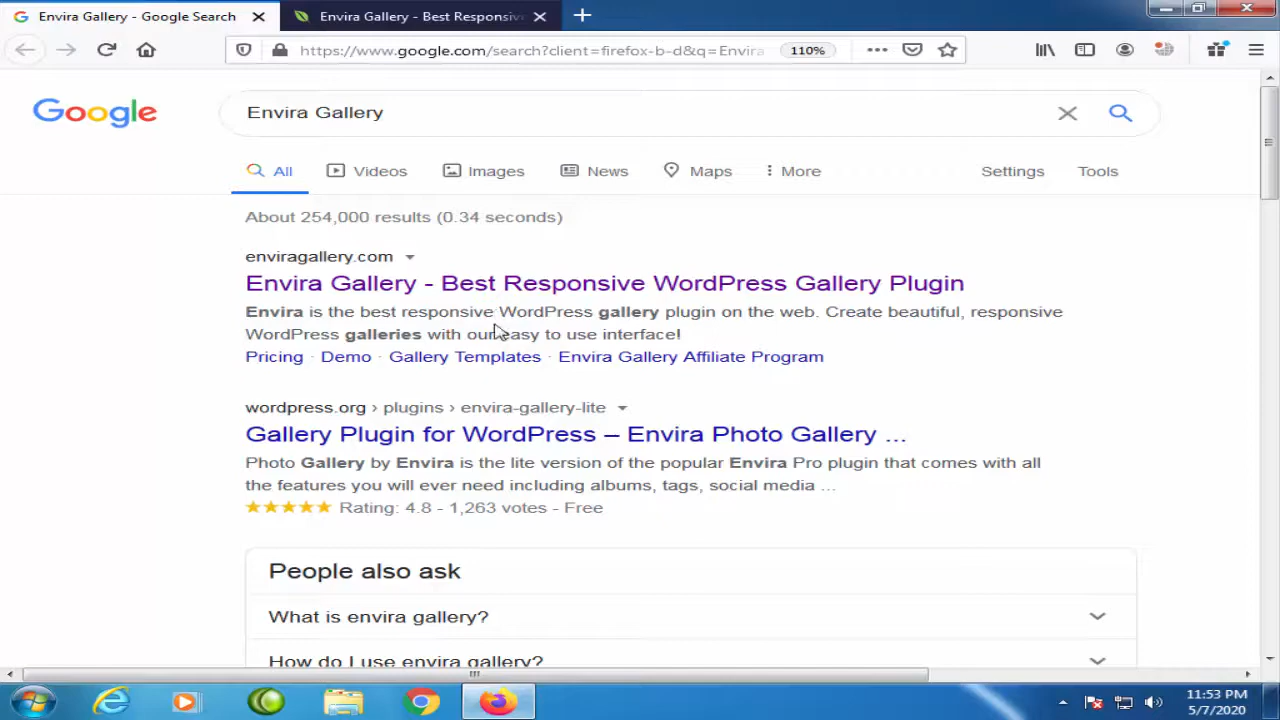 Envira Gallery - Google Search
Envira Gallery - Best Responsiv
https://www.google.com/search?client=firefox-b-d&q=Envira
110%
Google
Envira Gallery
All
Videos
Images
News
Maps
More
Settings
Tools
About 254,000 results (0.34 seconds)
enviragallery.com
Envira Gallery - Best Responsive WordPress Gallery Plugin
Envira is the best responsive WordPress gallery plugin on the web. Create beautiful, responsive
WordPress galleries with our easy to use interface!
Pricing · Demo · Gallery Templates · Envira Gallery Affiliate Program
wordpress.org › plugins › envira-gallery-lite
Gallery Plugin for WordPress – Envira Photo Gallery ...
Photo Gallery by Envira is the lite version of the popular Envira Pro plugin that comes with all
the features you will ever need including albums, tags, social media ...
Rating: 4.8 - 1,263 votes - Free
People also ask
What is envira gallery?
How do I use envira gallery?
11:53 PM
5/7/2020